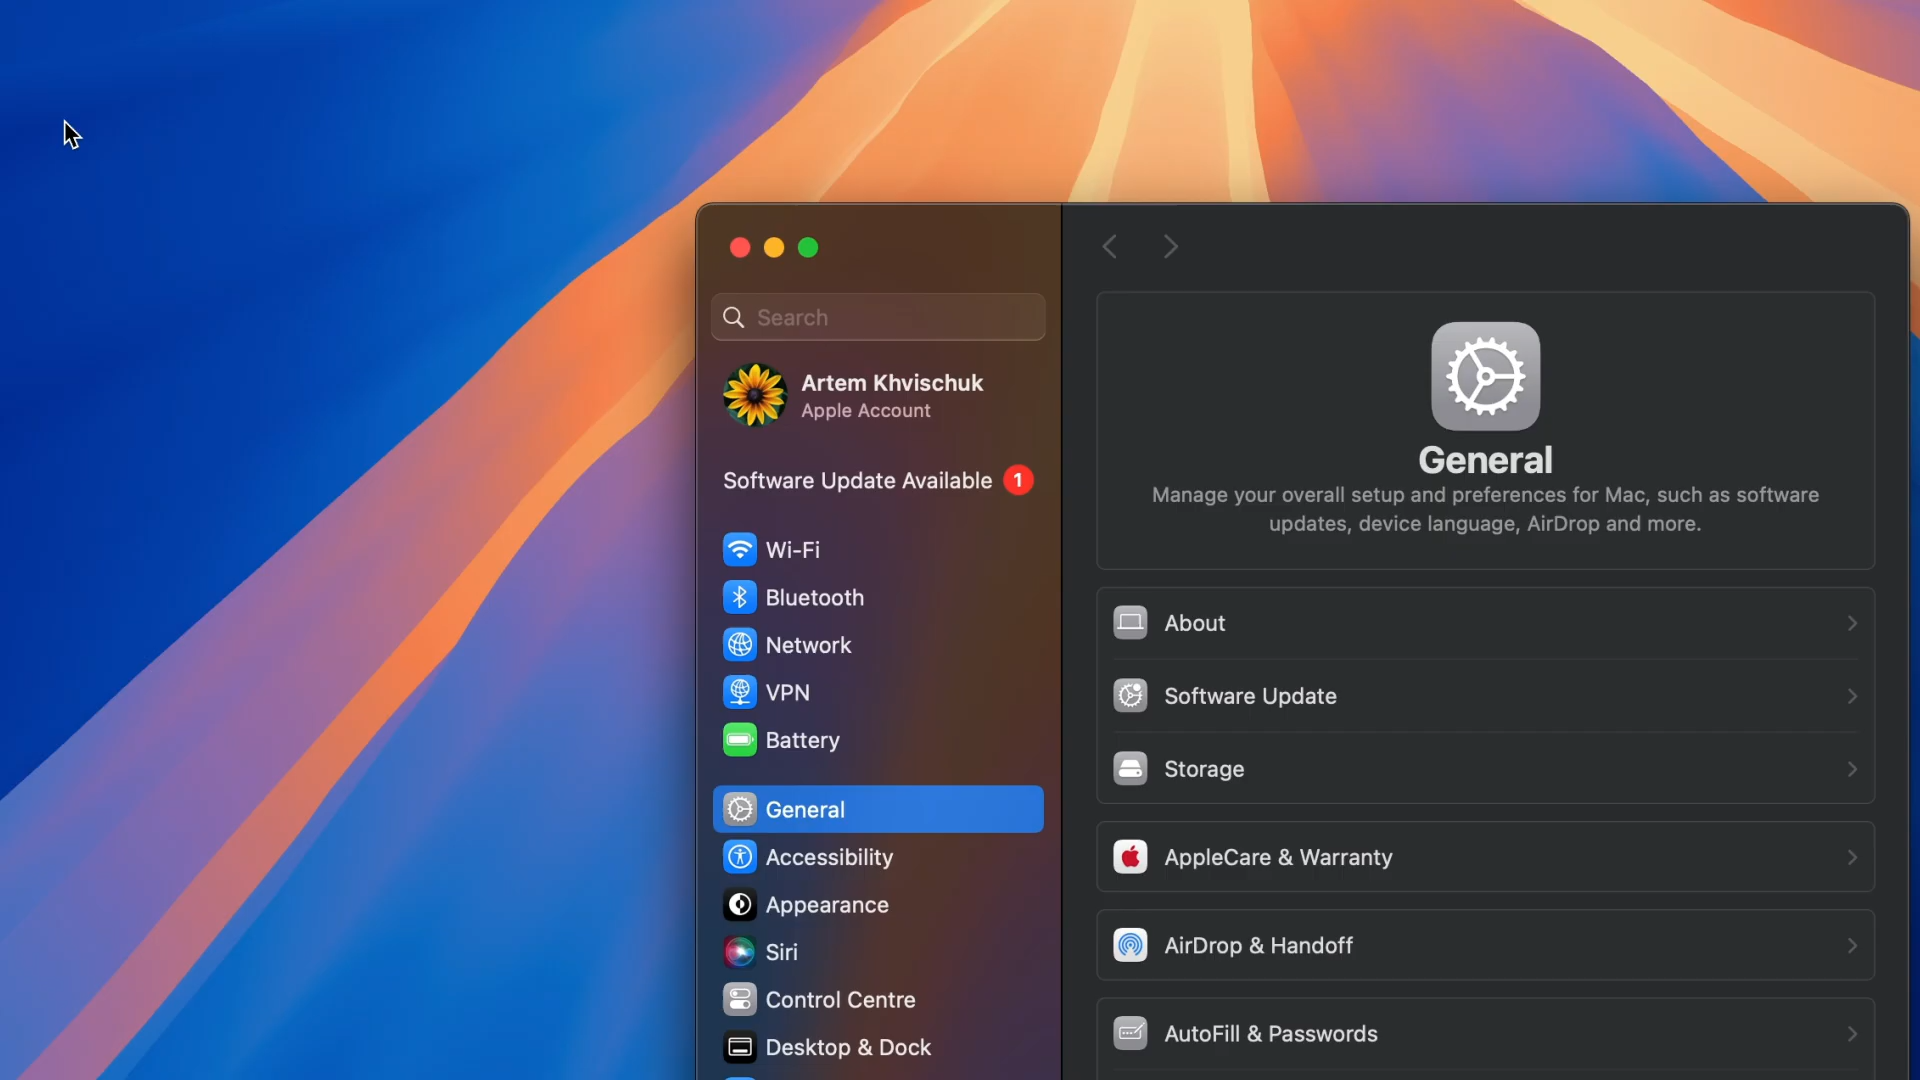 Search
Artem Khvischuk
Apple Account
Software Update Available 1
Wi-Fi
Bluetooth
Network
VPN
Battery
General
Accessibility
Appearance
Siri
Control Centre
Desktop & Dock
General
Manage your overall setup and preferences for Mac, such as software
updates, device language, AirDrop and more.
About
Software Update
Storage
AppleCare & Warranty
AirDrop & Handoff
AutoFill & Passwords